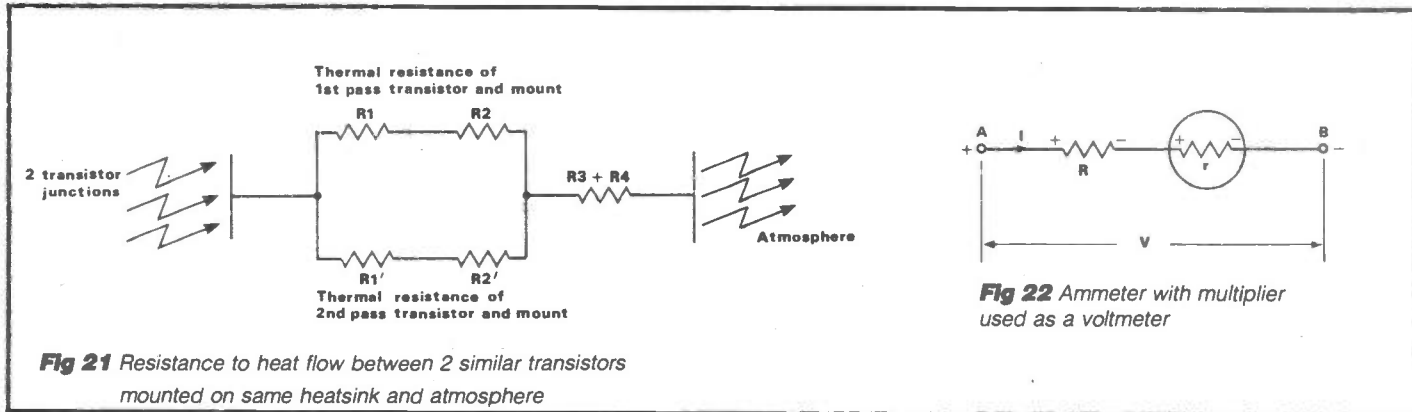 Thermal resistance of
1st pass transistor and mount
R1
R2
2 transistor
junctions
R3 + R4
Atmosphere
R1′
R2′
Thermal resistance of
2nd pass transistor and mount
Fig 21 Resistance to heat flow between 2 similar transistors
mounted on same heatsink and atmosphere
A
I
B
+
+
-
+
-
-
R
r
V
Fig 22 Ammeter with multiplier
used as a voltmeter